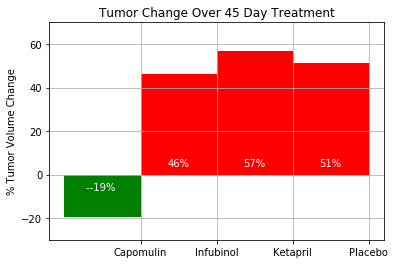 Tumor Change Over 45 Day Treatment
% Tumor Volume Change
60
40
20
0
−20
--19%
46%
57%
51%
Capomulin
Infubinol
Ketapril
Placebo